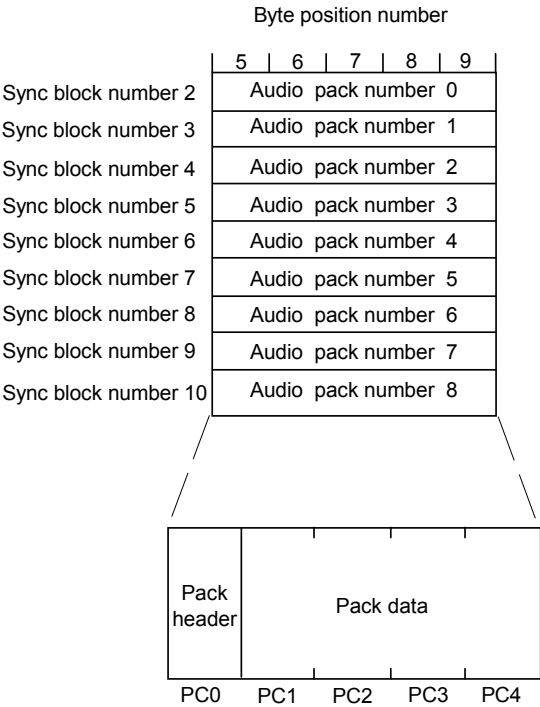 Byte position number
5 6 7 8 9
Sync block number 2 Audio pack number 0
Sync block number 3 Audio pack number 1
Sync block number 4 Audio pack number 2
Sync block number 5 Audio pack number 3
Sync block number 6 Audio pack number 4
Sync block number 7 Audio pack number 5
Sync block number 8 Audio pack number 6
Sync block number 9 Audio pack number 7
Sync block number 10 Audio pack number 8
Pack
header
Pack data
PC0 PC1 PC2 PC3 PC4